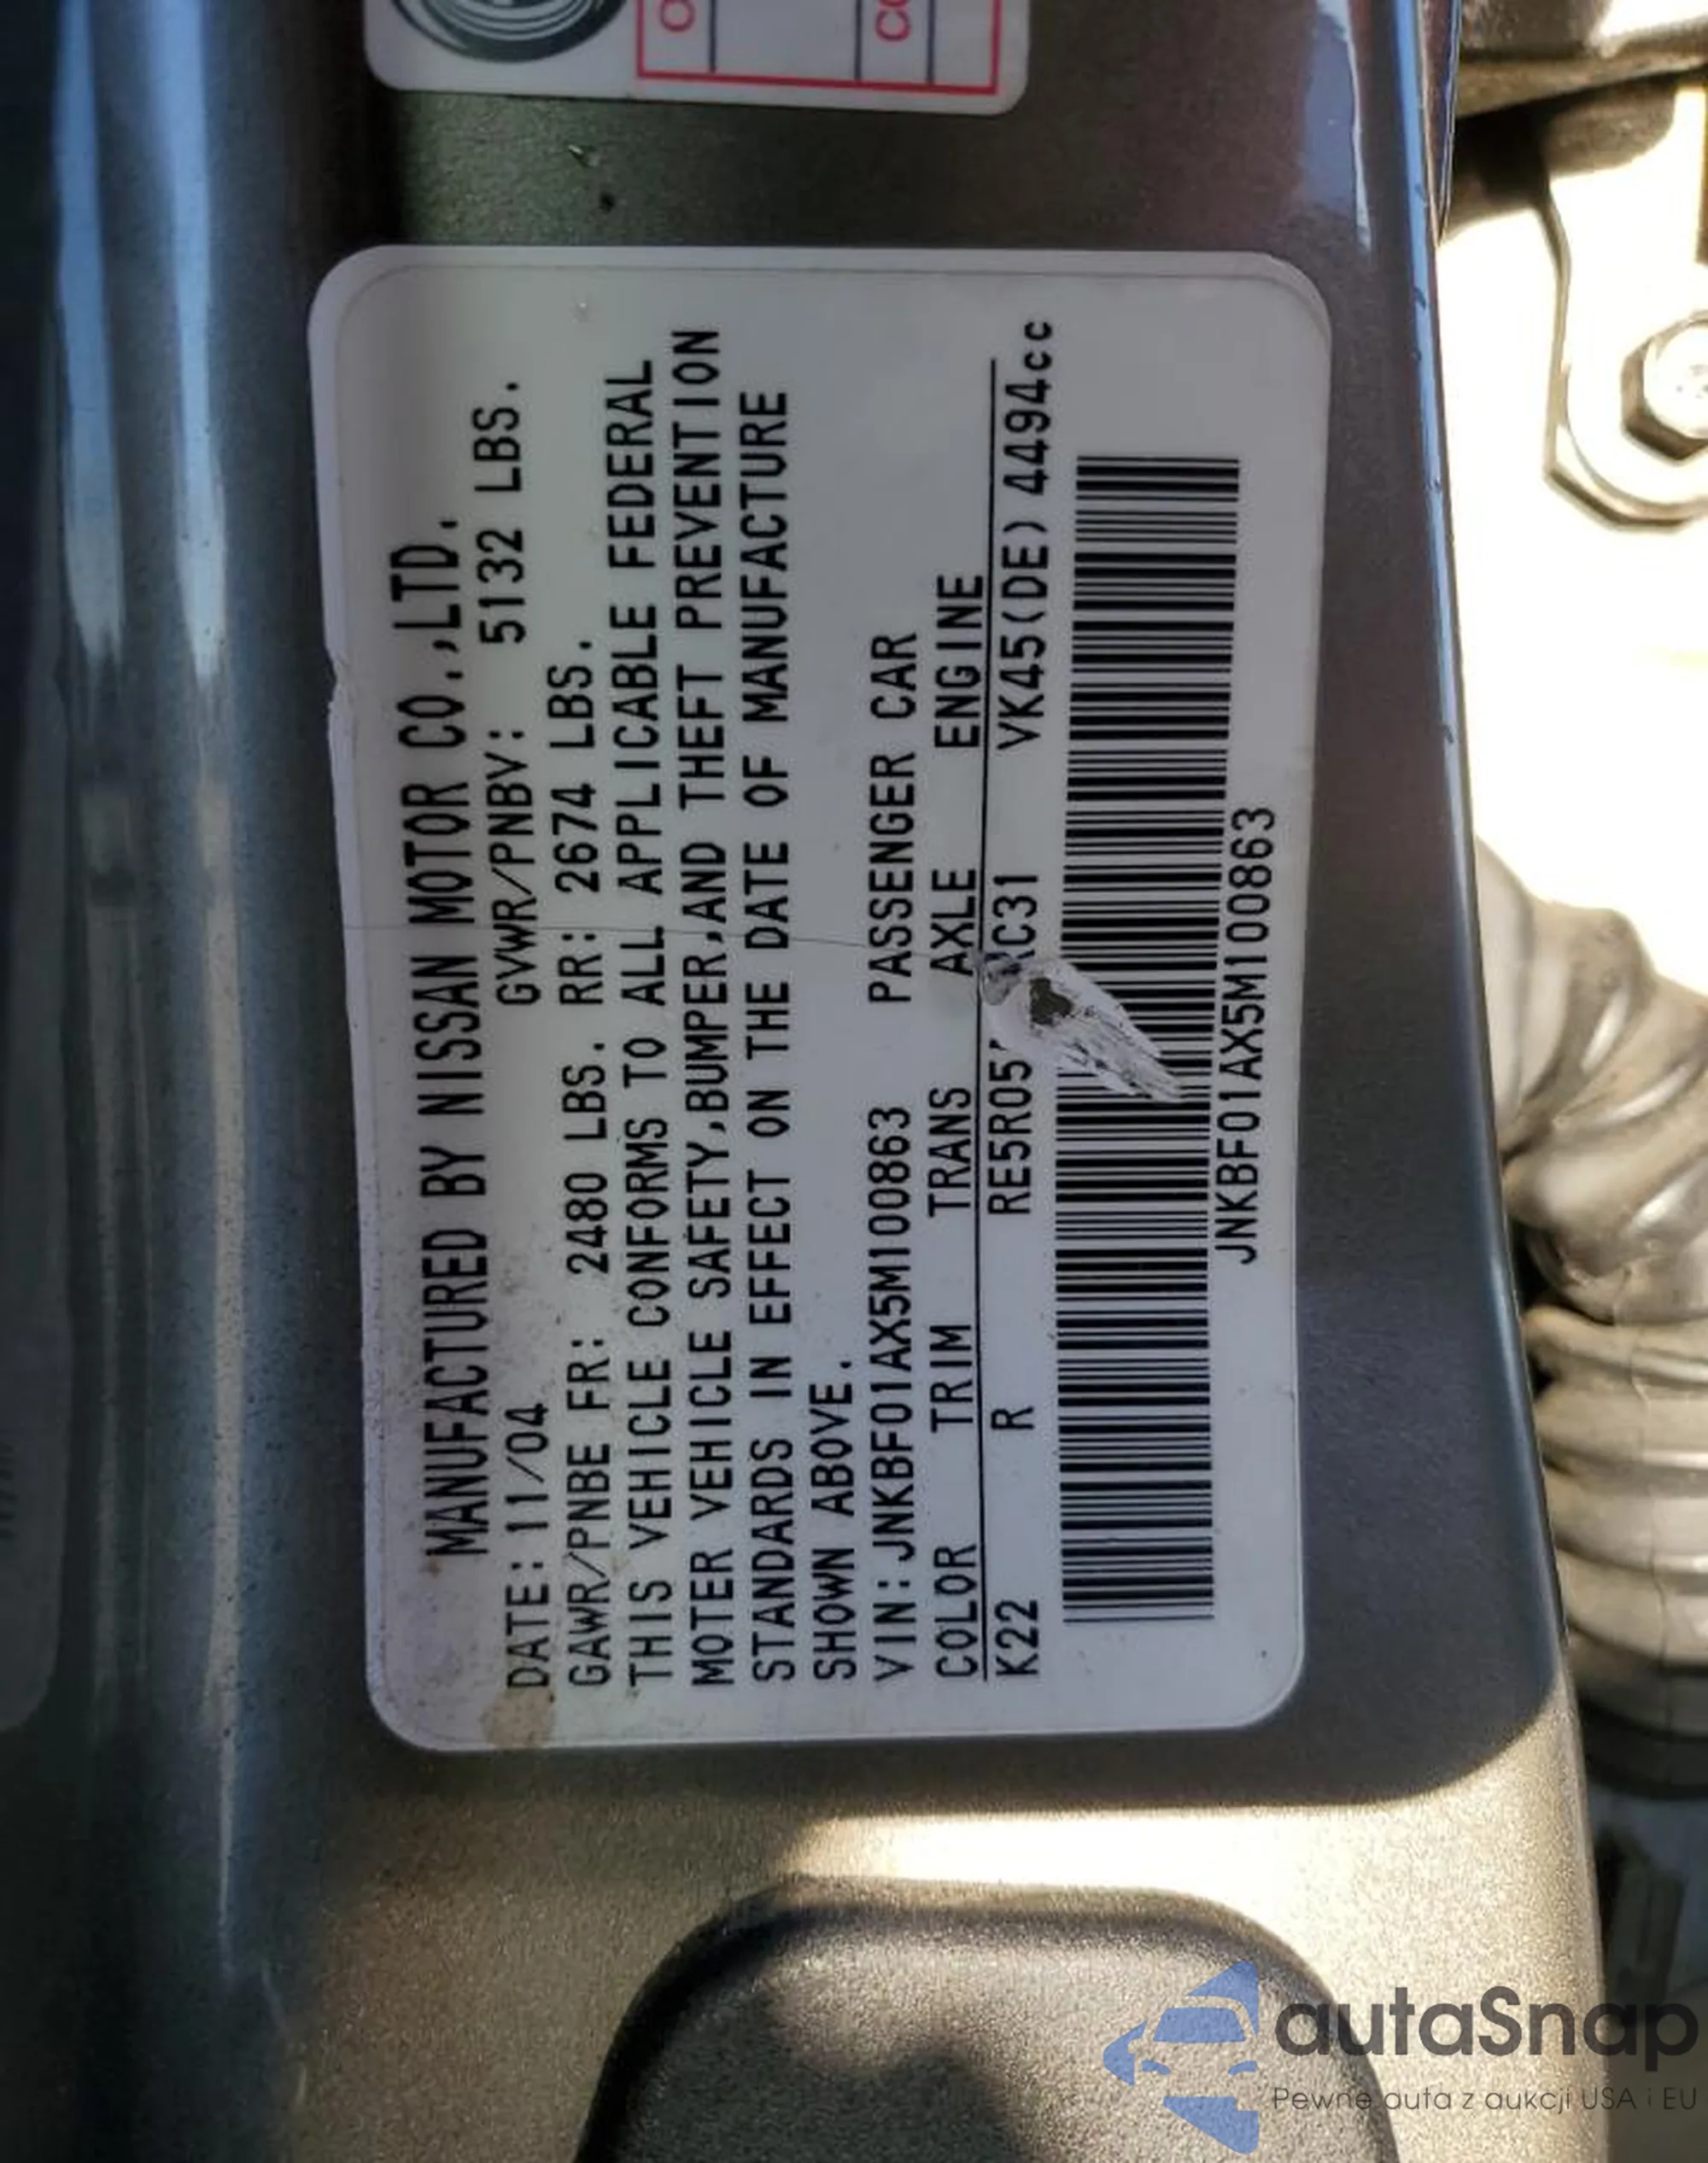 MANUFACTURED BY NISSAN MOTOR CO.,LTD.
DATE:11/04 GVWR/PNBV: 5132 LBS.
GAWR/PNBE FR: 2480 LBS. RR: 2674 LBS.
THIS VEHICLE CONFORMS TO ALL APPLICABLE FEDERAL
MOTER VEHICLE SAFETY,BUMPER,AND THEFT PREVENTION
STANDARDS IN EFFECT ON THE DATE OF MANUFACTURE
SHOWN ABOVE.
VIN:JNKBF01AX5M100863 PASSENGER CAR
COLOR TRIM TRANS AXLE ENGINE
K22 R RE5R05 AC31 VK45(DE)4494cc
JNKBF01AX5M100863
autaSnap
Pewne auta z aukcji USA i EU